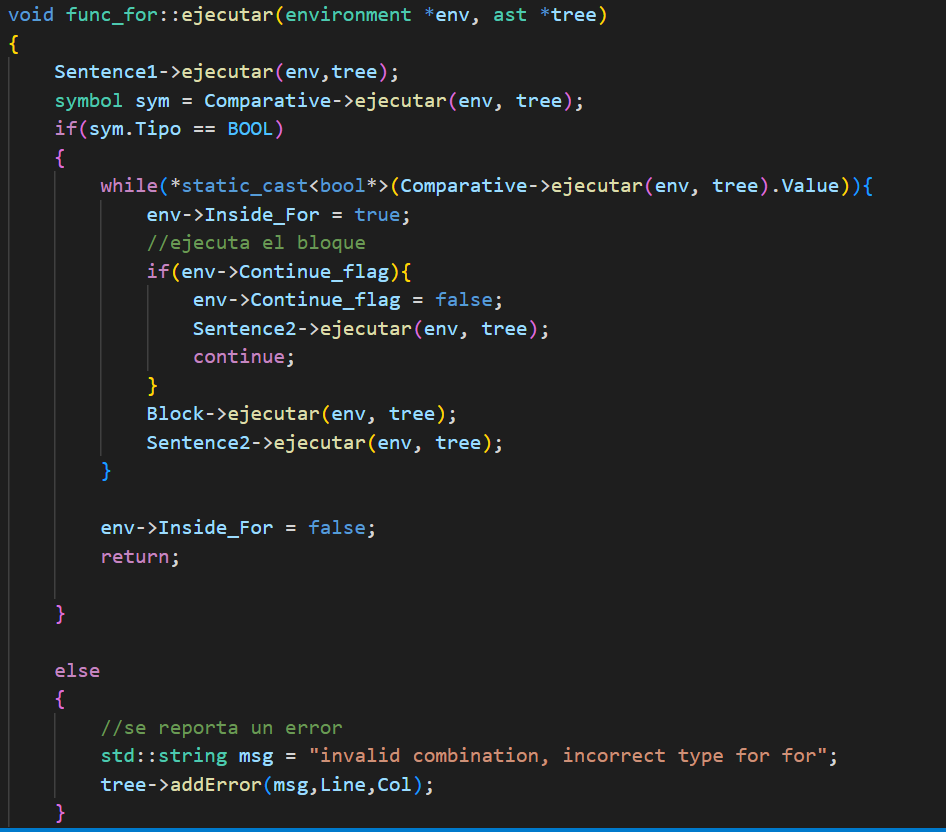 void func_for::ejecutar(environment *env, ast *tree)
{
    Sentence1->ejecutar(env,tree);
    symbol sym = Comparative->ejecutar(env, tree);
    if(sym.Tipo == BOOL)
    {
        while(*static_cast<bool*>(Comparative->ejecutar(env, tree).Value)){
            env->Inside_For = true;
            //ejecuta el bloque
            if(env->Continue_flag){
                env->Continue_flag = false;
                Sentence2->ejecutar(env, tree);
                continue;
            }
            Block->ejecutar(env, tree);
            Sentence2->ejecutar(env, tree);
        }

        env->Inside_For = false;
        return;

    }

    else
    {
        //se reporta un error
        std::string msg = "invalid combination, incorrect type for for";
        tree->addError(msg,Line,Col);
    }